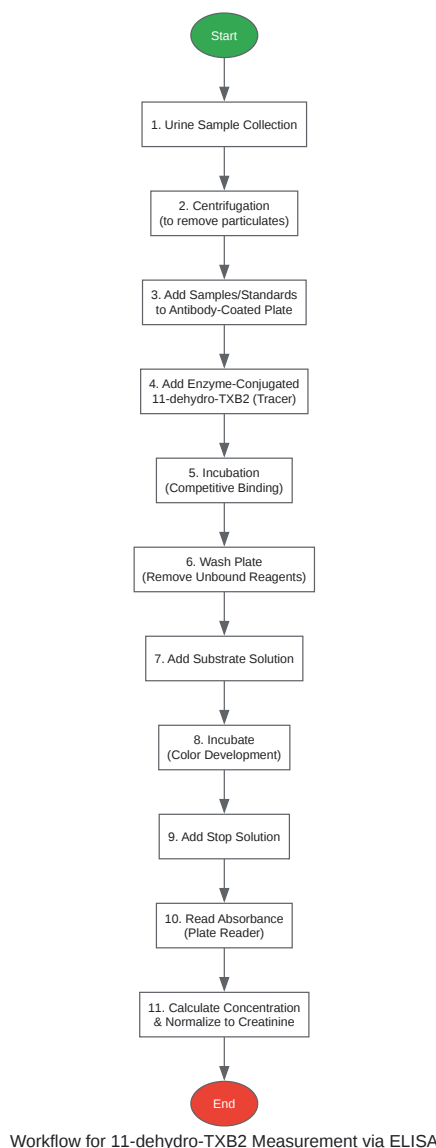 Start
1. Urine Sample Collection
2. Centrifugation
(to remove particulates)
3. Add Samples/Standards
to Antibody-Coated Plate
4. Add Enzyme-Conjugated
11-dehydro-TXB2 (Tracer)
5. Incubation
(Competitive Binding)
6. Wash Plate
(Remove Unbound Reagents)
7. Add Substrate Solution
8. Incubate
(Color Development)
9. Add Stop Solution
10. Read Absorbance
(Plate Reader)
11. Calculate Concentration
& Normalize to Creatinine
End
Workflow for 11-dehydro-TXB2 Measurement via ELISA